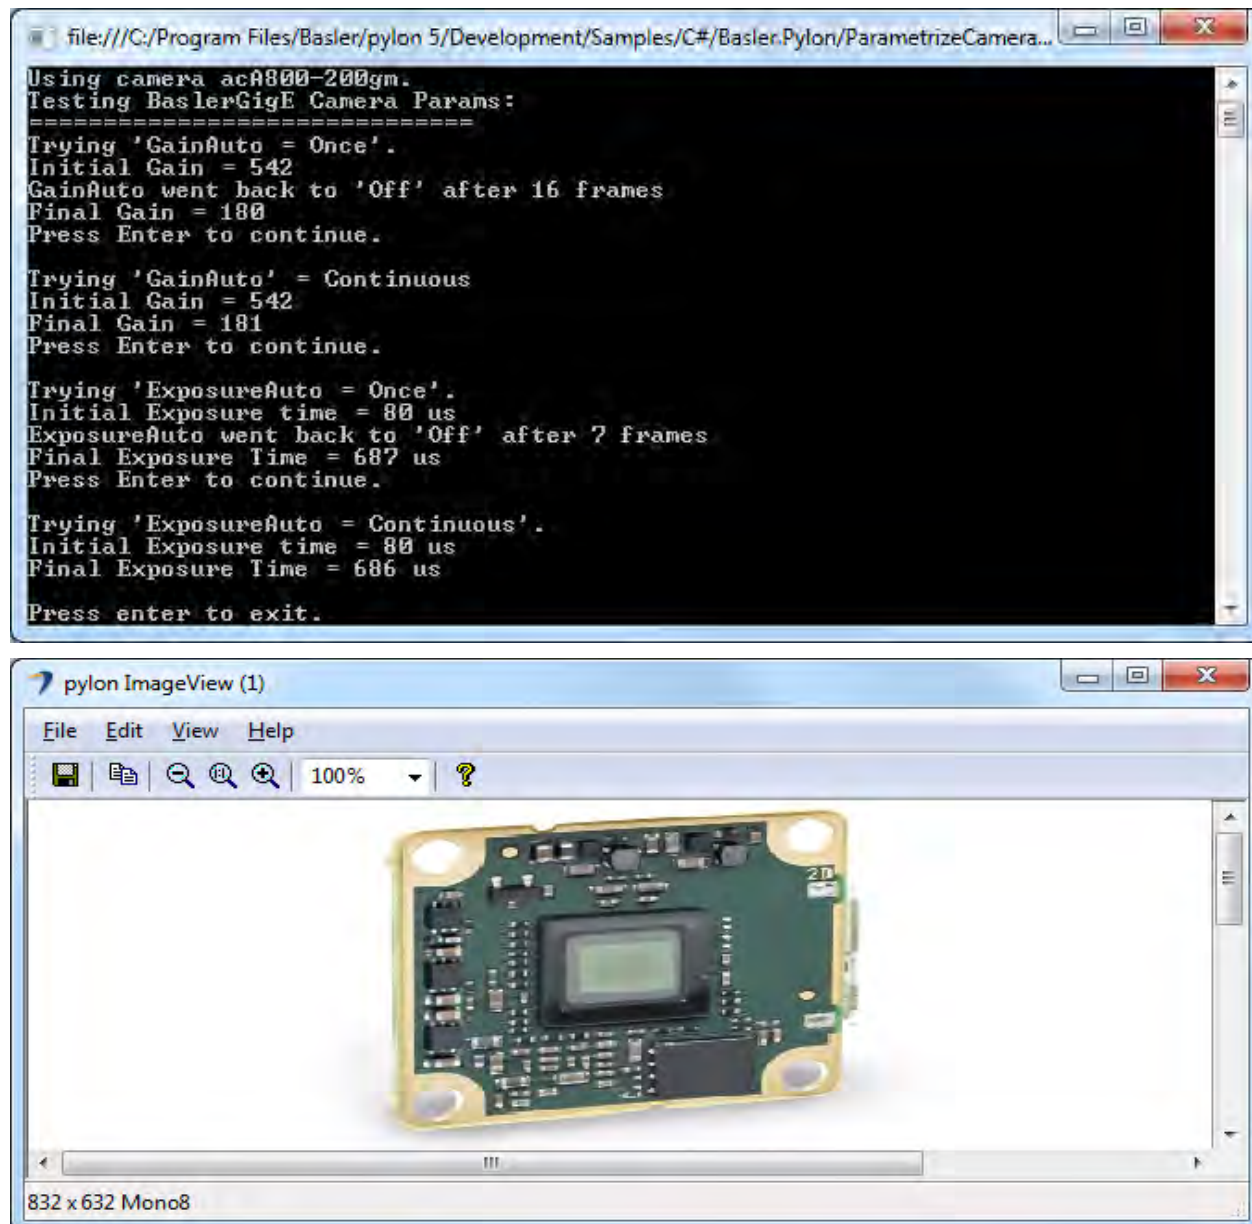 file:///C:/Program Files/Basler/pylon 5/Development/Samples/C#/Basler.Pylon/ParametrizeCamera...
Using camera acA800-200gm.
Testing BaslerGigE Camera Params:
==============================
Trying 'GainAuto = Once'.
Initial Gain = 542
GainAuto went back to 'Off' after 16 frames
Final Gain = 180
Press Enter to continue.
Trying 'GainAuto' = Continuous
Initial Gain = 542
Final Gain = 181
Press Enter to continue.
Trying 'ExposureAuto = Once'.
Initial Exposure time = 80 us
ExposureAuto went back to 'Off' after 7 frames
Final Exposure Time = 687 us
Press Enter to continue.
Trying 'ExposureAuto = Continuous'.
Initial Exposure time = 80 us
Final Exposure Time = 686 us
Press enter to exit.
pylon ImageView (1)
File Edit View Help
100%
832 x 632 Mono8